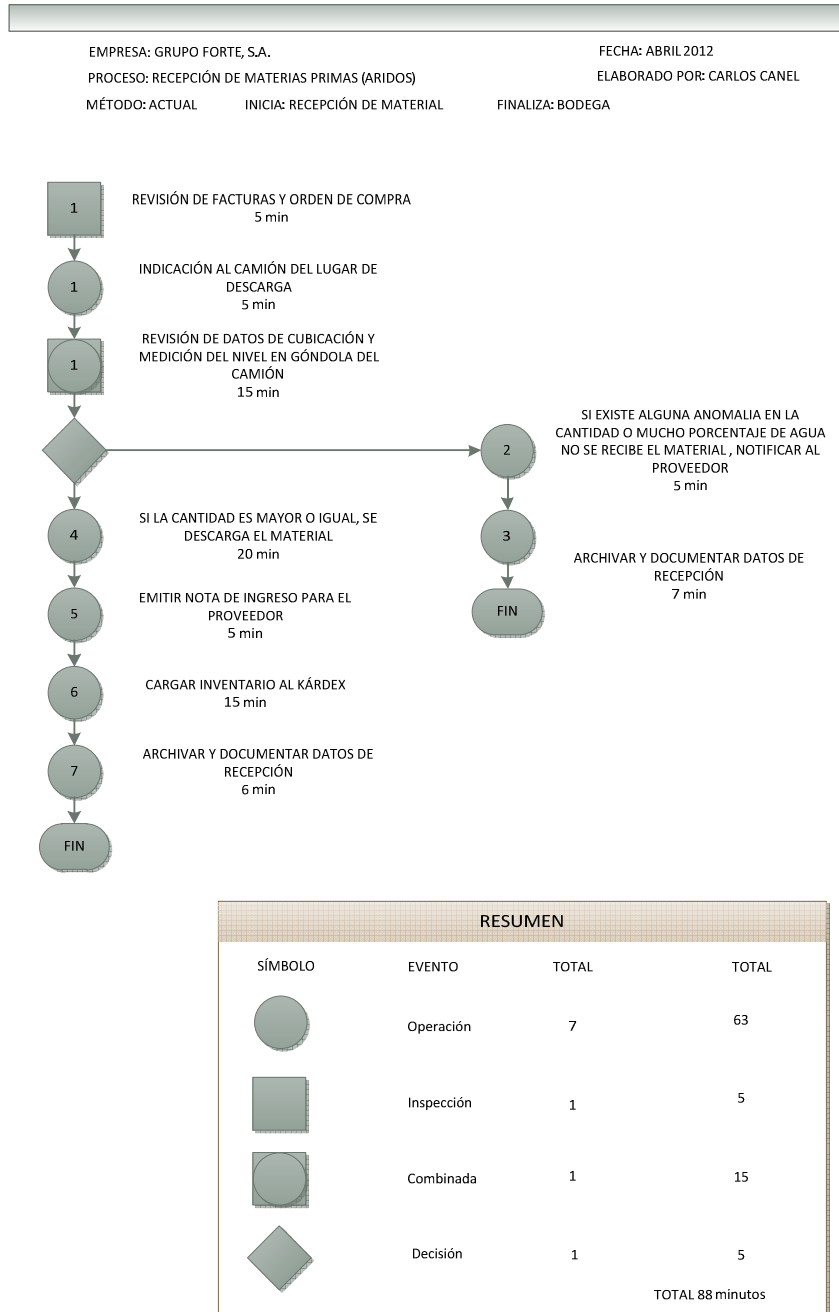 EMPRESA: GRUPO FORTE, S.A.
FECHA: ABRIL 2012
PROCESO: RECEPCIÓN DE MATERIAS PRIMAS (ARIDOS)
ELABORADO POR: CARLOS CANEL
MÉTODO: ACTUAL INICIA: RECEPCIÓN DE MATERIAL FINALIZA: BODEGA
1
REVISIÓN DE FACTURAS Y ORDEN DE COMPRA
5 min
1
INDICACIÓN AL CAMIÓN DEL LUGAR DE
DESCARGA
5 min
1
REVISIÓN DE DATOS DE CUBICACIÓN Y
MEDICIÓN DEL NIVEL EN GÓNDOLA DEL
CAMIÓN
15 min
2
SI EXISTE ALGUNA ANOMALIA EN LA
CANTIDAD O MUCHO PORCENTAJE DE AGUA
NO SE RECIBE EL MATERIAL , NOTIFICAR AL
PROVEEDOR
5 min
3
ARCHIVAR Y DOCUMENTAR DATOS DE
RECEPCIÓN
7 min
FIN
4
SI LA CANTIDAD ES MAYOR O IGUAL, SE
DESCARGA EL MATERIAL
20 min
5
EMITIR NOTA DE INGRESO PARA EL
PROVEEDOR
5 min
6
CARGAR INVENTARIO AL KÁRDEX
15 min
7
ARCHIVAR Y DOCUMENTAR DATOS DE
RECEPCIÓN
6 min
FIN
RESUMEN
SÍMBOLO EVENTO TOTAL TOTAL
Operación 7 63
Inspección 1 5
Combinada 1 15
Decisión 1 5
TOTAL 88 minutos